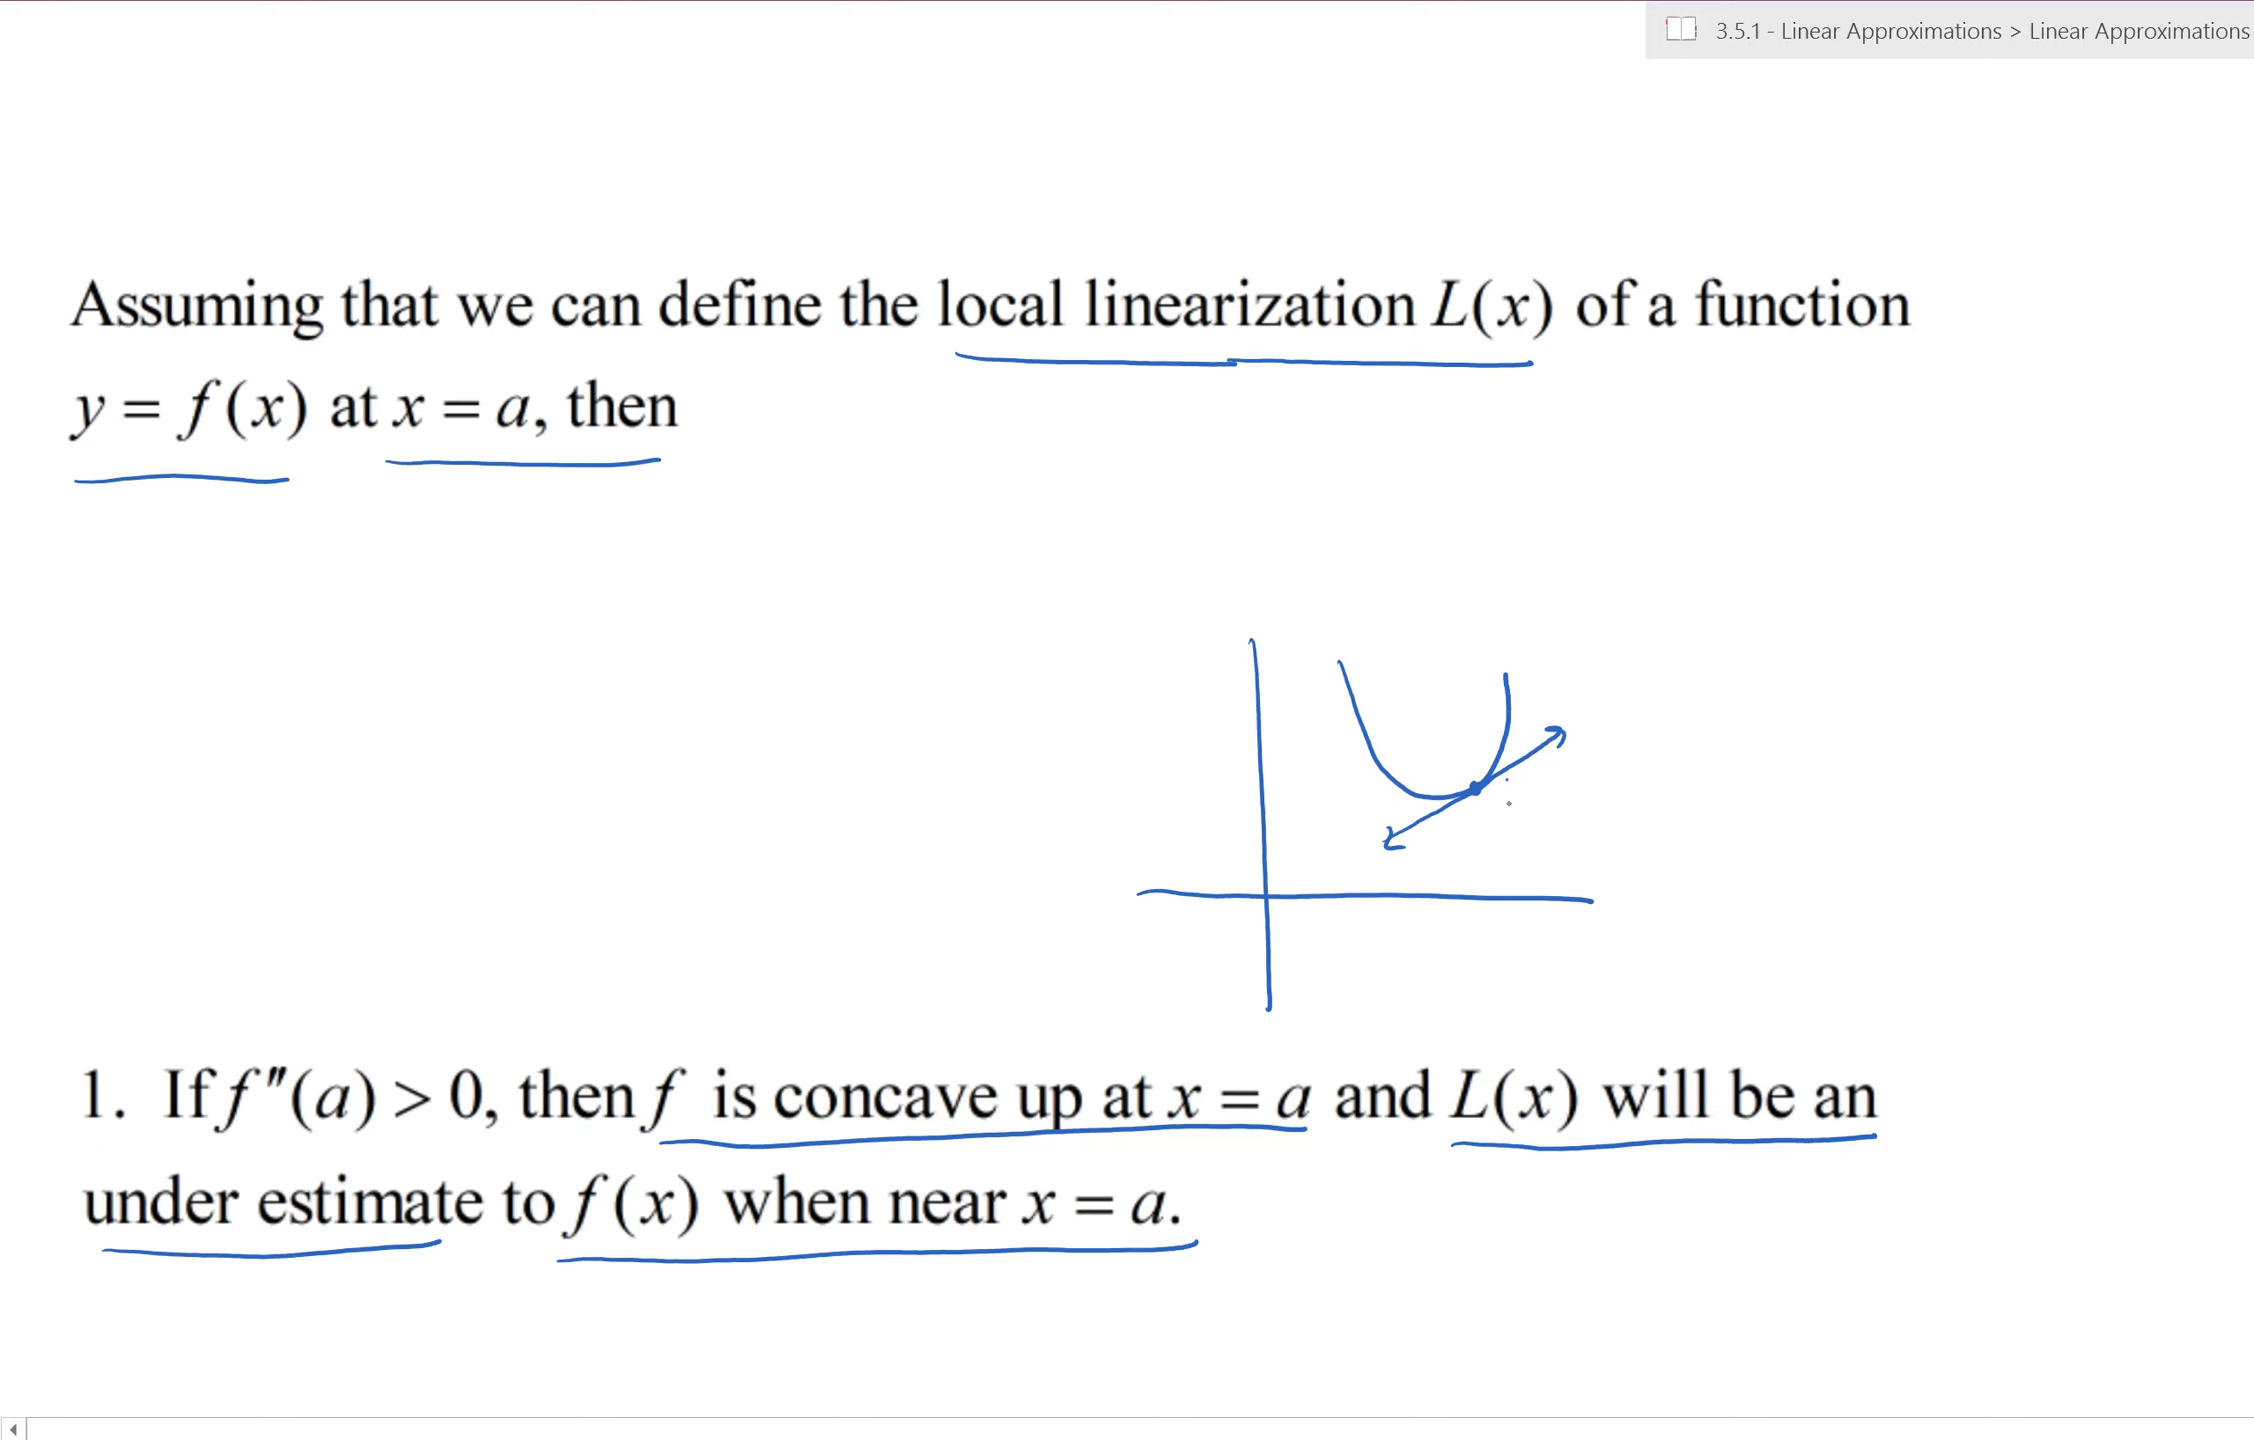 3.5.1 - Linear Approximations > Linear Approximations
Assuming that we can define the local linearization L(x) of a function
y = f(x) at x = a, then
1. If f″(a) > 0, then f is concave up at x = a and L(x) will be an
under estimate to f(x) when near x = a.